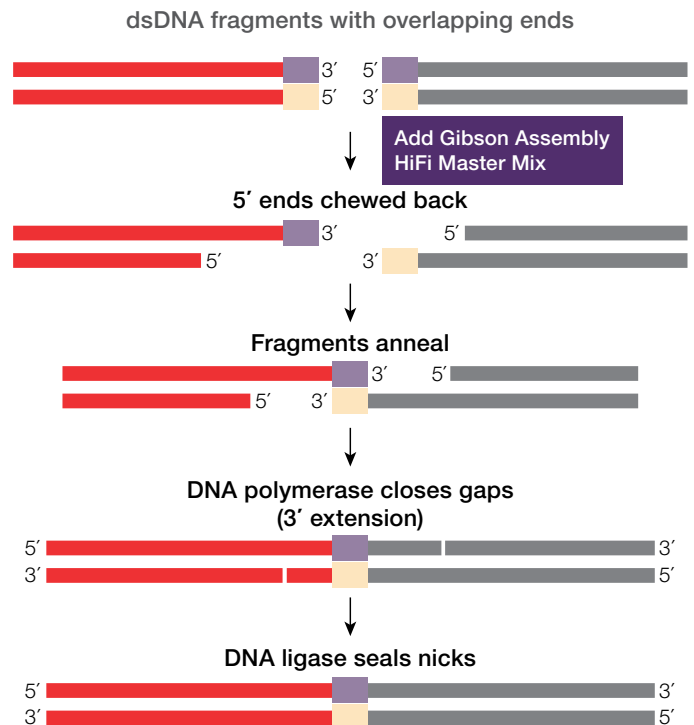 dsDNA fragments with overlapping ends
3′ 5′
5′ 3′
Add Gibson Assembly
HiFi Master Mix
5′ ends chewed back
3′ 5′
5′ 3′
Fragments anneal
3′ 5′
5′ 3′
DNA polymerase closes gaps
(3′ extension)
5′ 3′
3′ 5′
DNA ligase seals nicks
5′ 3′
3′ 5′